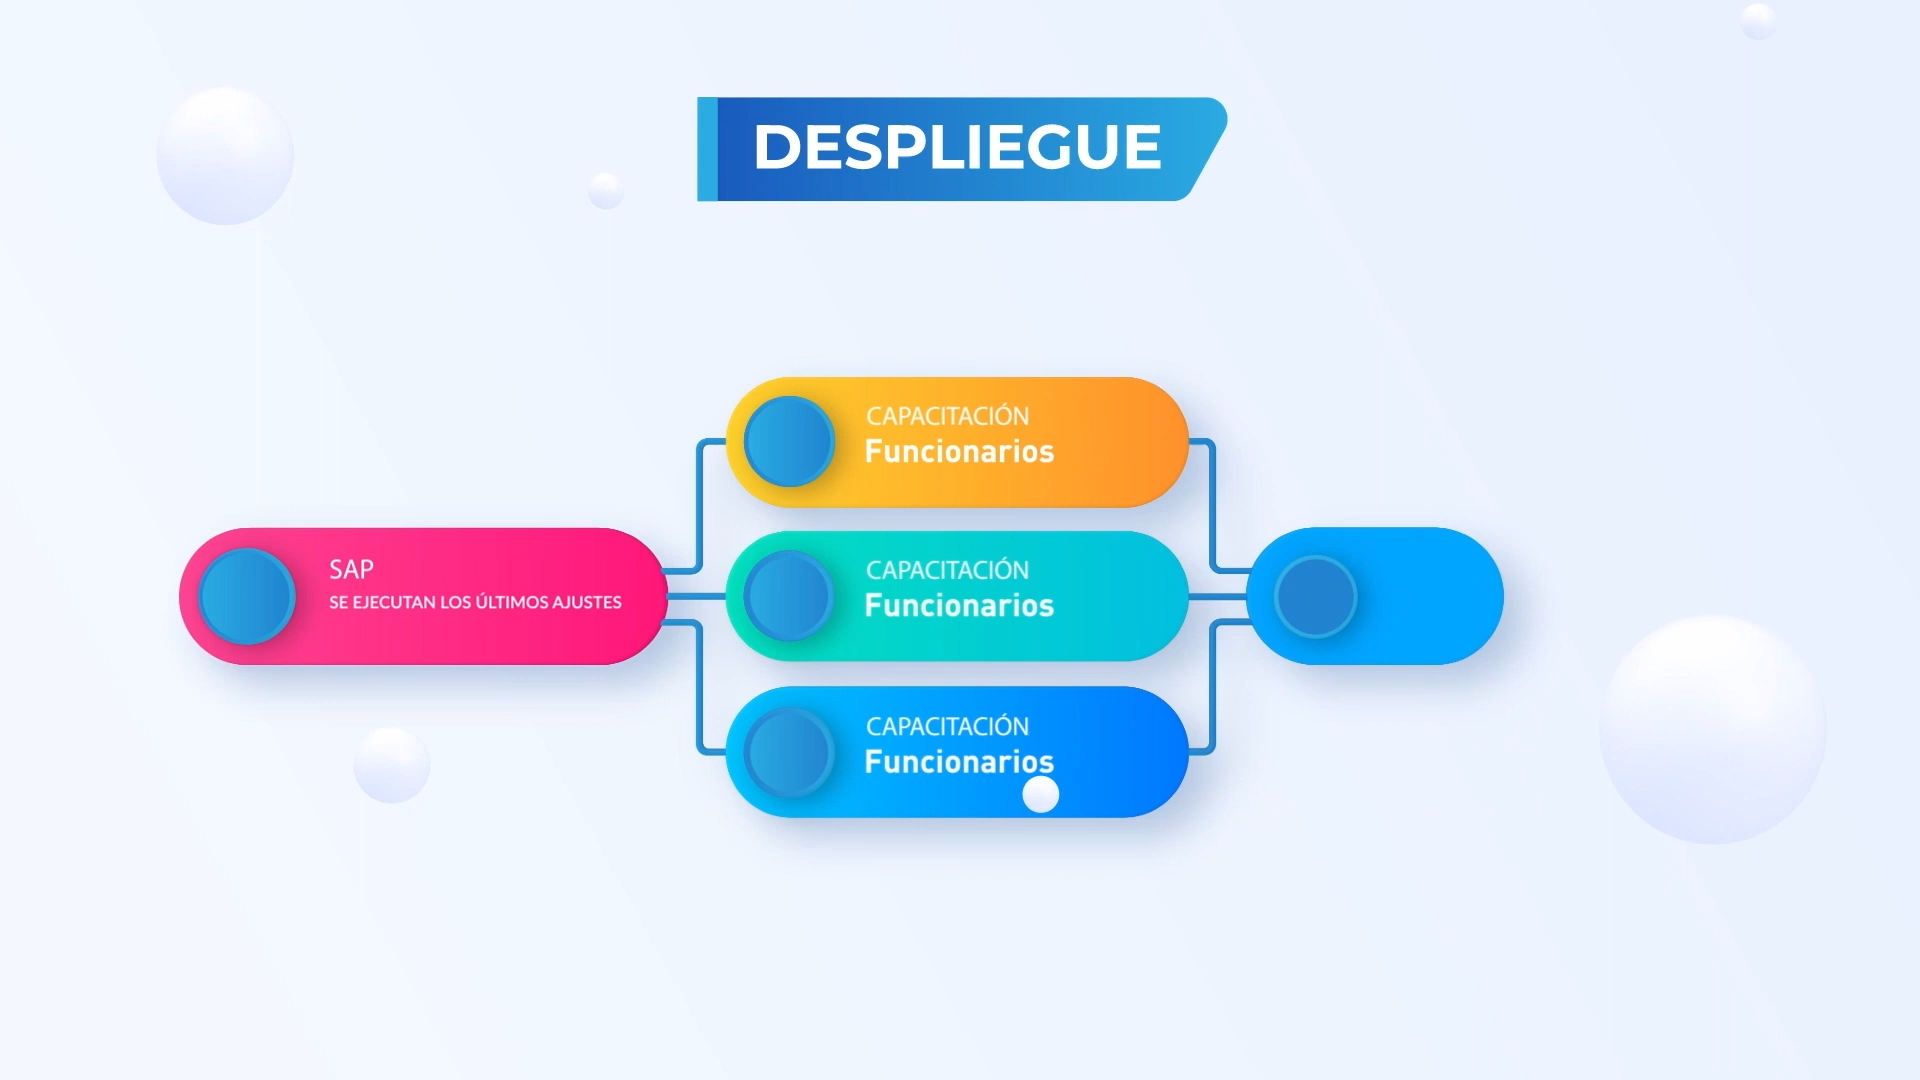 DESPLIEGUE
SAP
SE EJECUTAN LOS ÚLTIMOS AJUSTES
CAPACITACIÓN
Funcionarios
CAPACITACIÓN
Funcionarios
CAPACITACIÓN
Funcionarios